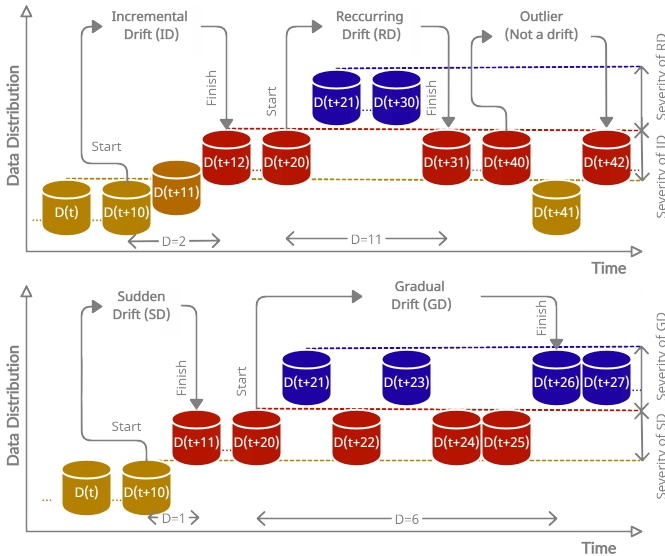 Incremental
Drift (ID)
Reccurring
Drift (RD)
Outlier
(Not a drift)
Data Distribution
Start
Finish
Start
Finish
Severity of RD
Severity of ID
D(t+21)
D(t+30)
D(t+12)
D(t+20)
D(t+31)
D(t+40)
D(t+42)
D(t)
D(t+10)
D(t+11)
D(t+41)
D=2
D=11
Time
Sudden
Drift (SD)
Gradual
Drift (GD)
Data Distribution
Start
Finish
Start
Finish
Severity of GD
Severity of SD
D(t+21)
D(t+23)
D(t+26)
D(t+27)
D(t+11)
D(t+20)
D(t+22)
D(t+24)
D(t+25)
D(t)
D(t+10)
D=1
D=6
Time